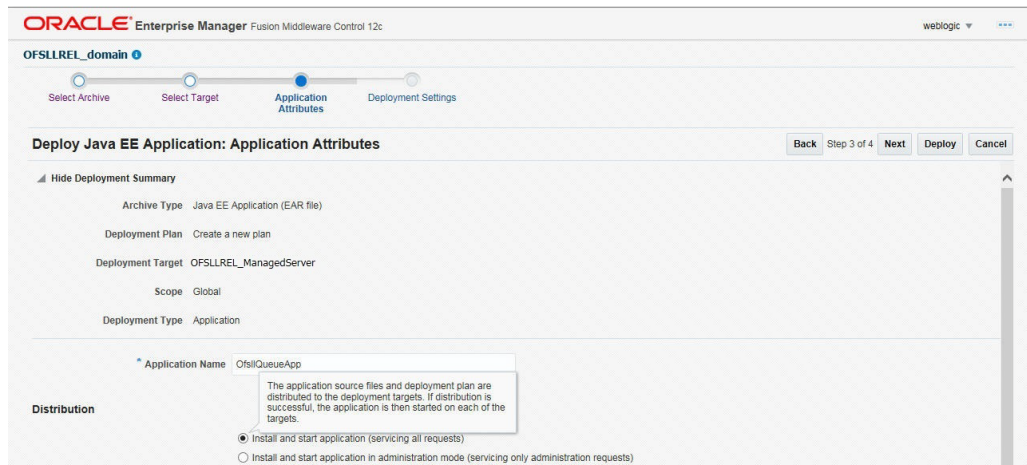 ORACLE® Enterprise Manager Fusion Middleware Control 12c
weblogic
OFSLLREL_domain
Select Archive
Select Target
Application
Attributes
Deployment Settings
Deploy Java EE Application: Application Attributes
Back Step 3 of 4 Next Deploy Cancel
Hide Deployment Summary
Archive Type Java EE Application (EAR file)
Deployment Plan Create a new plan
Deployment Target OFSLLREL_ManagedServer
Scope Global
Deployment Type Application
* Application Name OfsllQueueApp
The application source files and deployment plan are
distributed to the deployment targets. If distribution is
successful, the application is then started on each of the
targets.
Distribution
Install and start application (servicing all requests)
Install and start application in administration mode (servicing only administration requests)